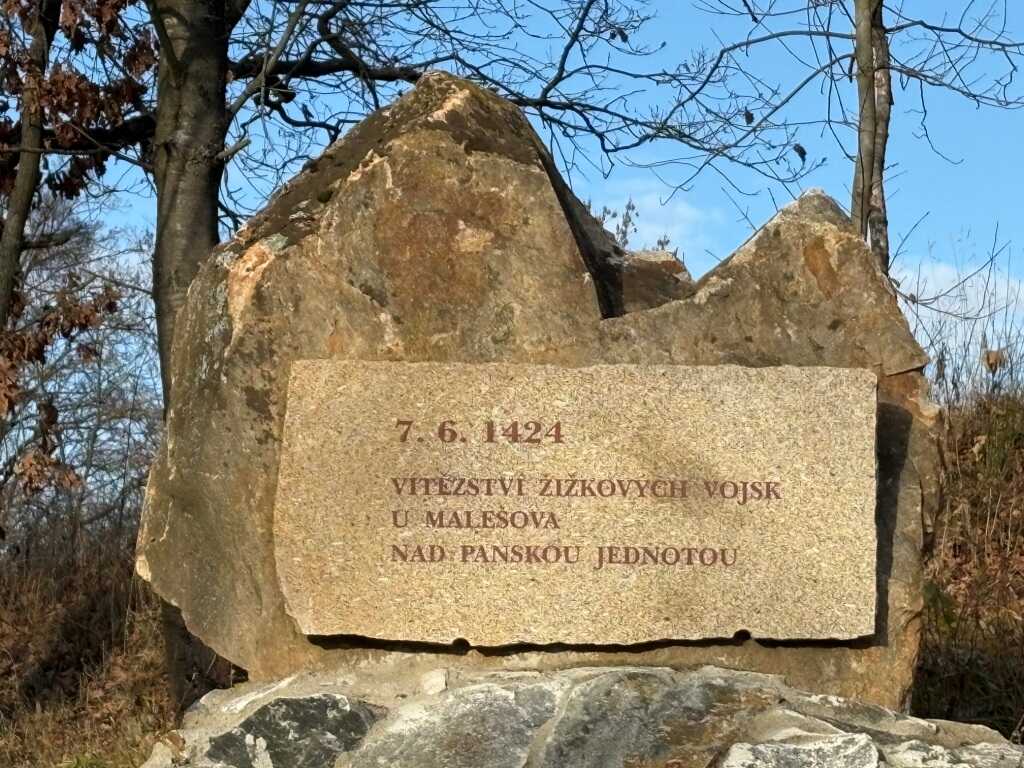 7. 6. 1424
VÍTĚZSTVÍ ŽIŽKOVÝCH VOJSK
U MALEŠOVA
NAD PANSKOU JEDNOTOU